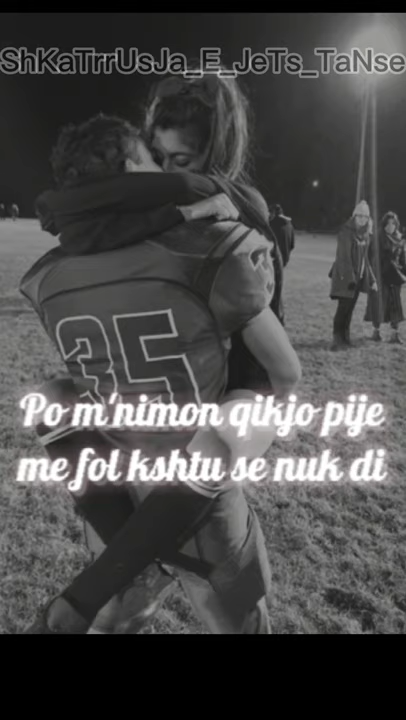 ShKaTrrUsJa_E_JeTs_TaNse
35
Po m'nimon qikjo pije
me fol kshtu se nuk di